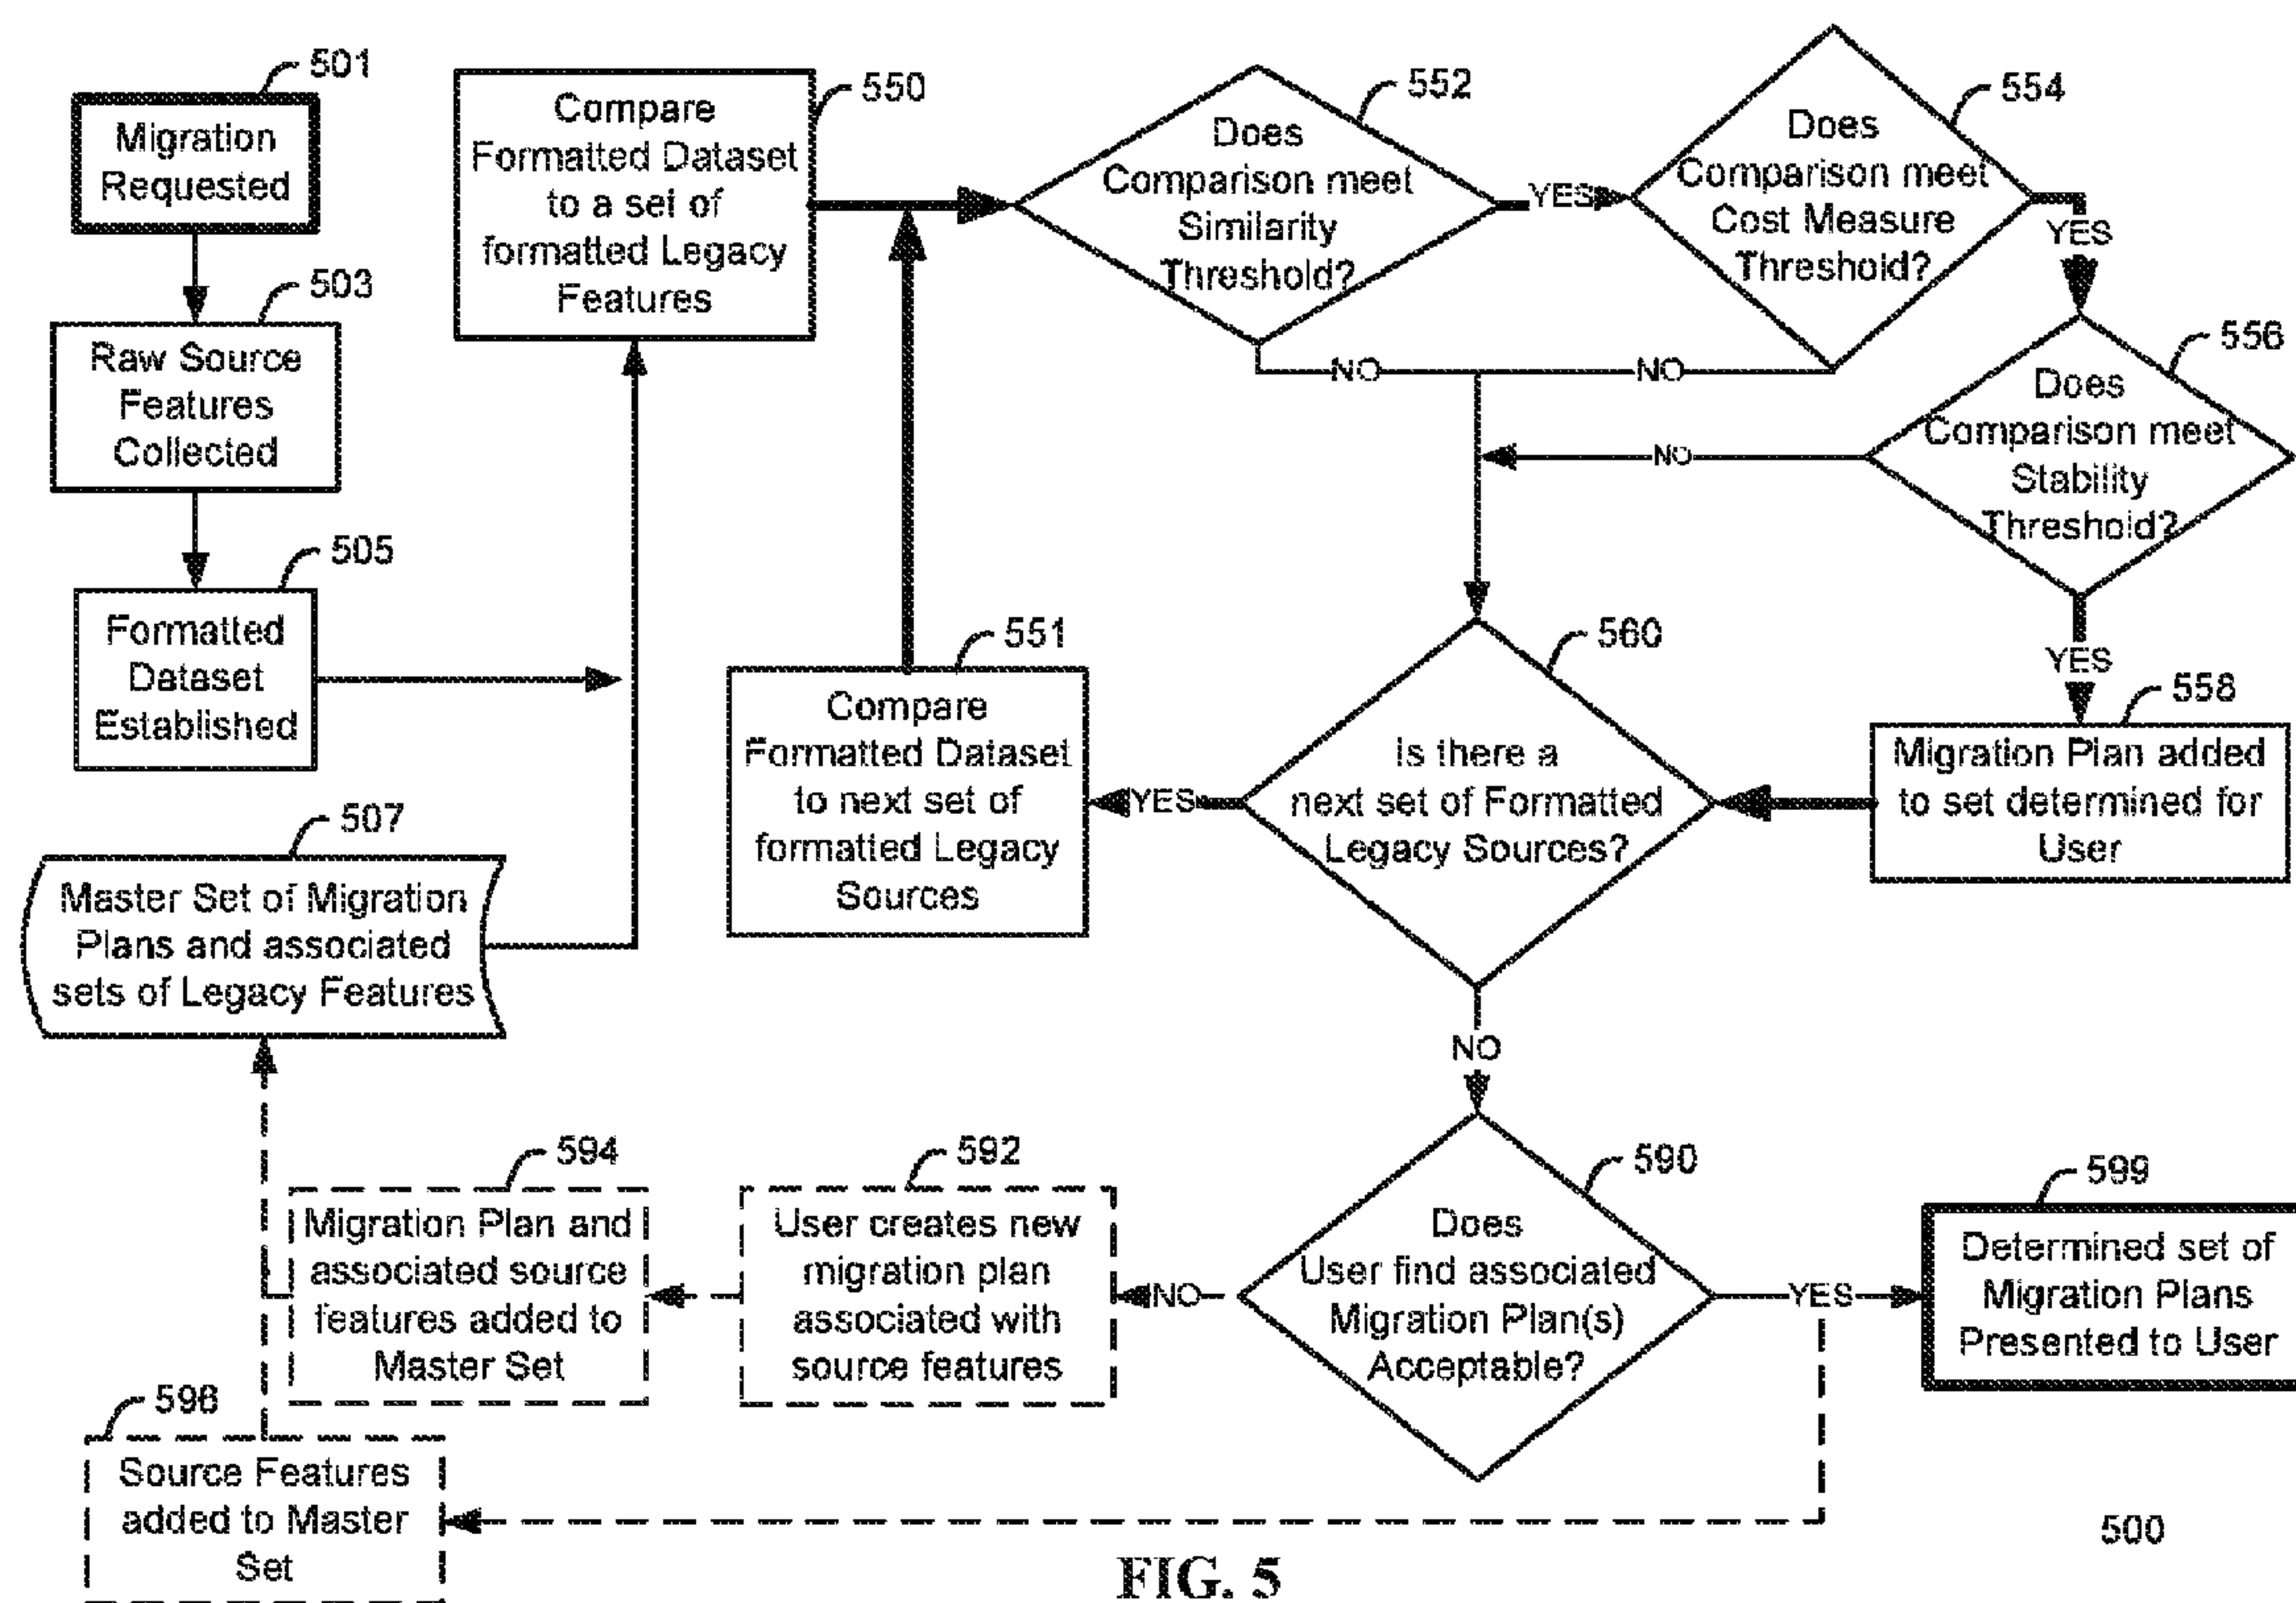 501
Migration
Requested
503
Raw Source
Features
Collected
505
Formatted
Dataset
Established
507
Master Set of Migration
Plans and associated
sets of Legacy Features
550
Compare
Formatted Dataset
to a set of
formatted Legacy
Features
552
Does
Comparison meet
Similarity
Threshold?
YES
NO
554
Does
Comparison meet
Cost Measure
Threshold?
YES
NO
556
Does
Comparison meet
Stability
Threshold?
NO
YES
558
Migration Plan added
to set determined for
User
560
Is there a
next set of Formatted
Legacy Sources?
YES
NO
551
Compare
Formatted Dataset
to next set of
formatted Legacy
Sources
590
Does
User find associated
Migration Plan(s)
Acceptable?
NO
YES
592
User creates new
migration plan
associated with
source features
594
Migration Plan and
associated source
features added to
Master Set
596
Source Features
added to Master
Set
599
Determined set of
Migration Plans
Presented to User
500
FIG. 5